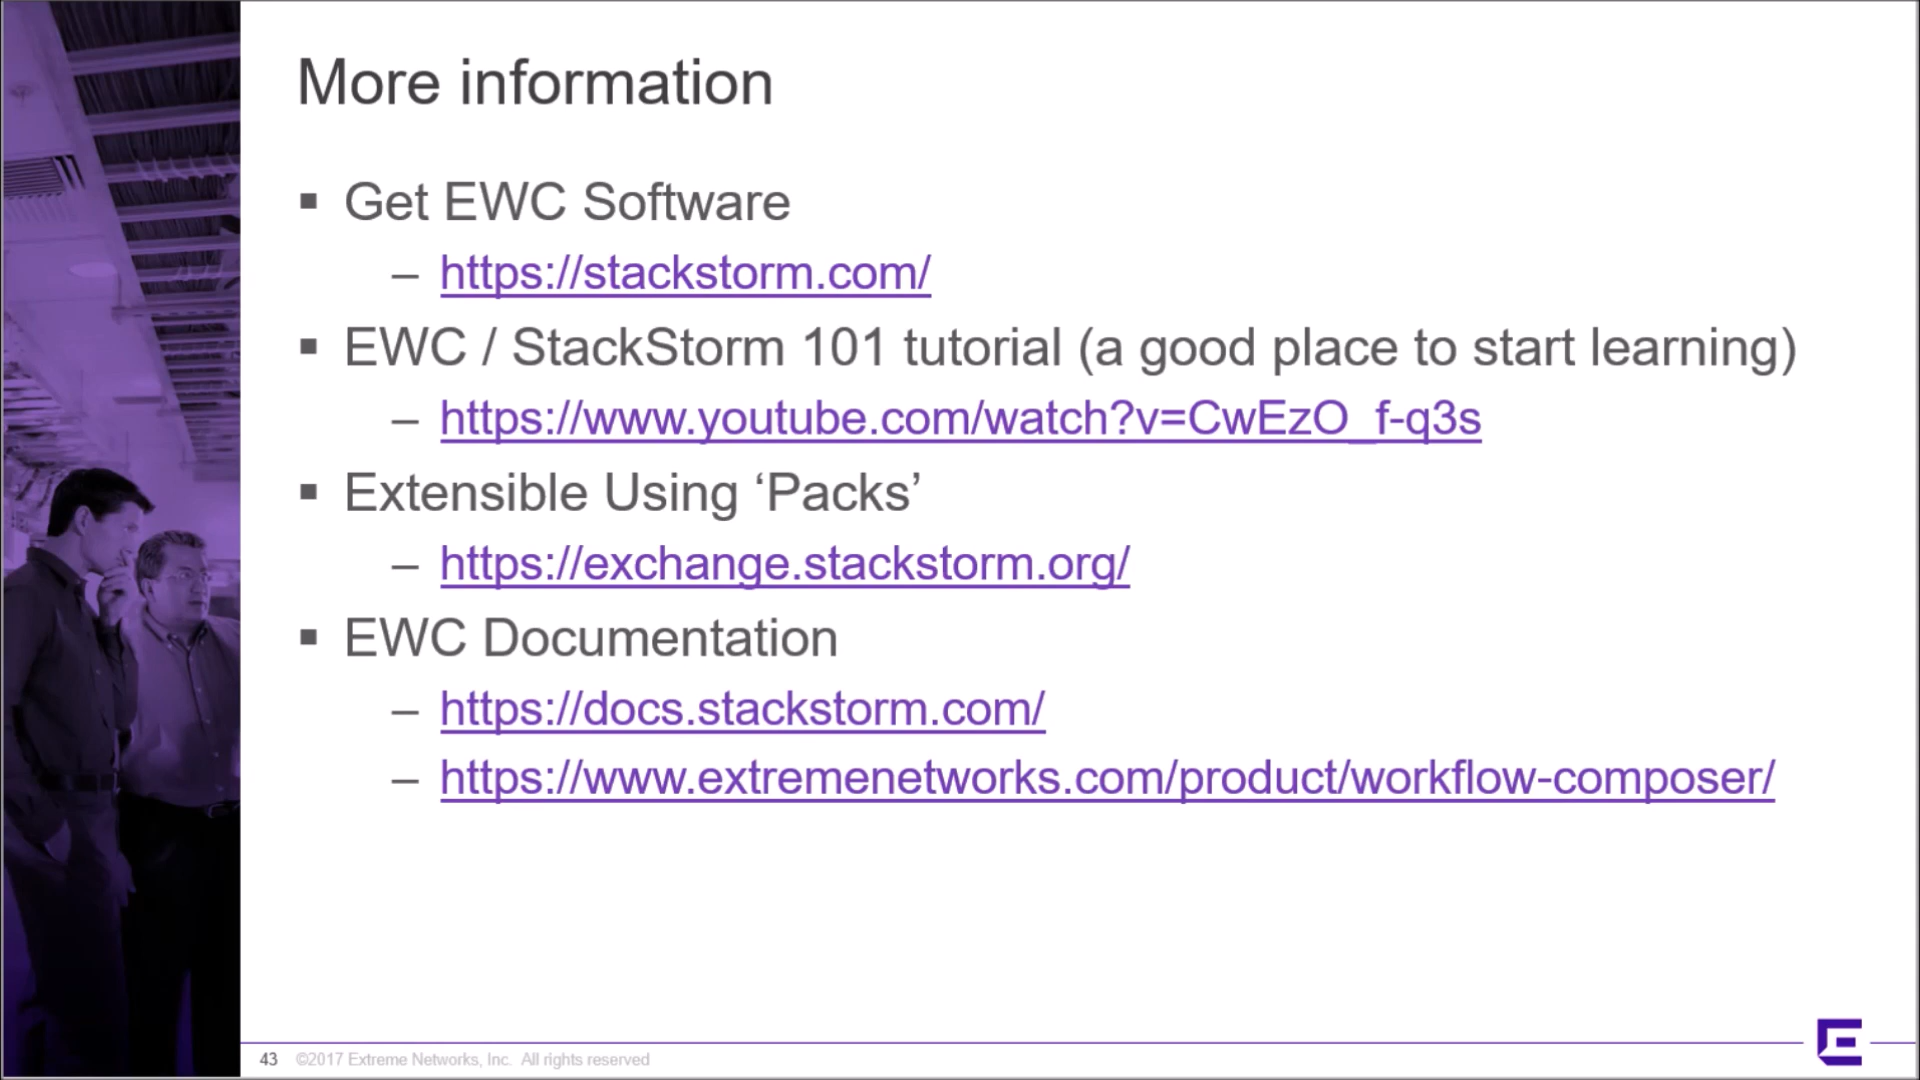 More information
▪ Get EWC Software
– https://stackstorm.com/
▪ EWC / StackStorm 101 tutorial (a good place to start learning)
– https://www.youtube.com/watch?v=CwEzO_f-q3s
▪ Extensible Using ‘Packs’
– https://exchange.stackstorm.org/
▪ EWC Documentation
– https://docs.stackstorm.com/
– https://www.extremenetworks.com/product/workflow-composer/
43 ©2017 Extreme Networks, Inc. All rights reserved